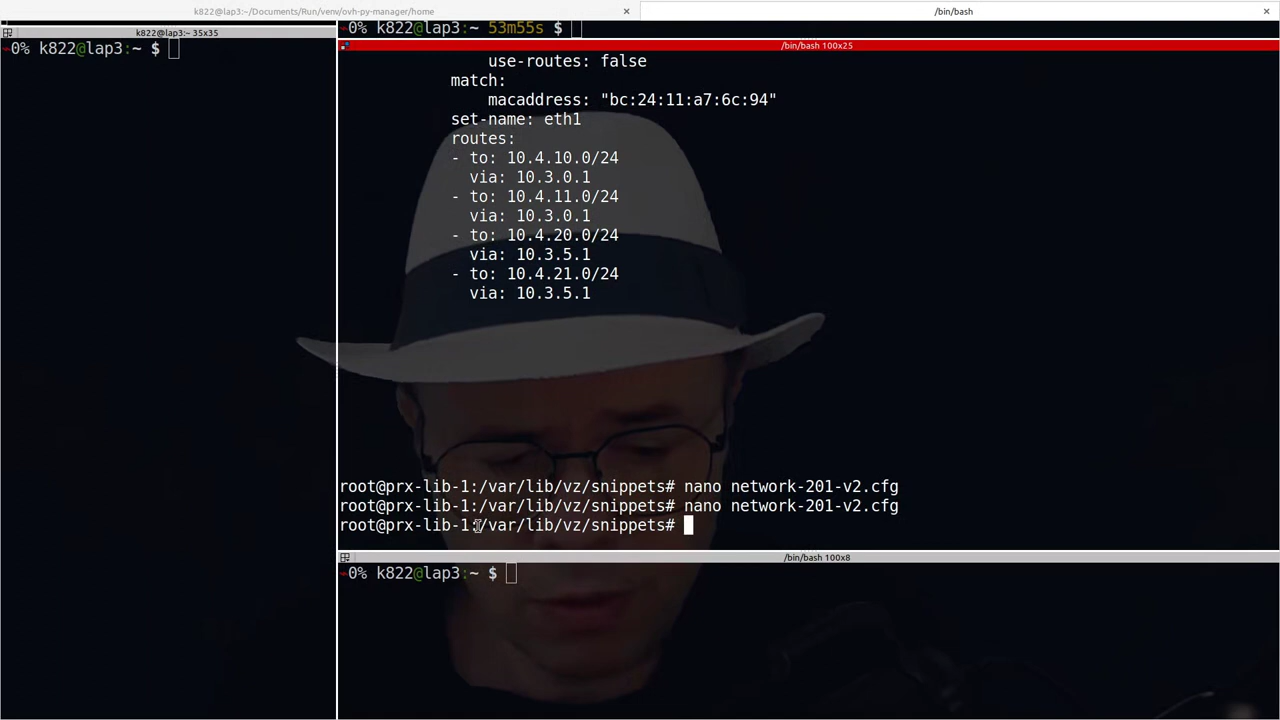 k822@lap3:~/Documents/Run/venv/ovh-py-manager/home
/bin/bash
k822@lap3:~ 35x35
0% k822@lap3:~ $
0% k822@lap3:~ 53m55s $
/bin/bash 100x25
use-routes: false
match:
macaddress: "bc:24:11:a7:6c:94"
set-name: eth1
routes:
- to: 10.4.10.0/24
via: 10.3.0.1
- to: 10.4.11.0/24
via: 10.3.0.1
- to: 10.4.20.0/24
via: 10.3.5.1
- to: 10.4.21.0/24
via: 10.3.5.1
root@prx-lib-1:/var/lib/vz/snippets# nano network-201-v2.cfg
root@prx-lib-1:/var/lib/vz/snippets# nano network-201-v2.cfg
root@prx-lib-1:/var/lib/vz/snippets#
/bin/bash 100x8
0% k822@lap3:~ $